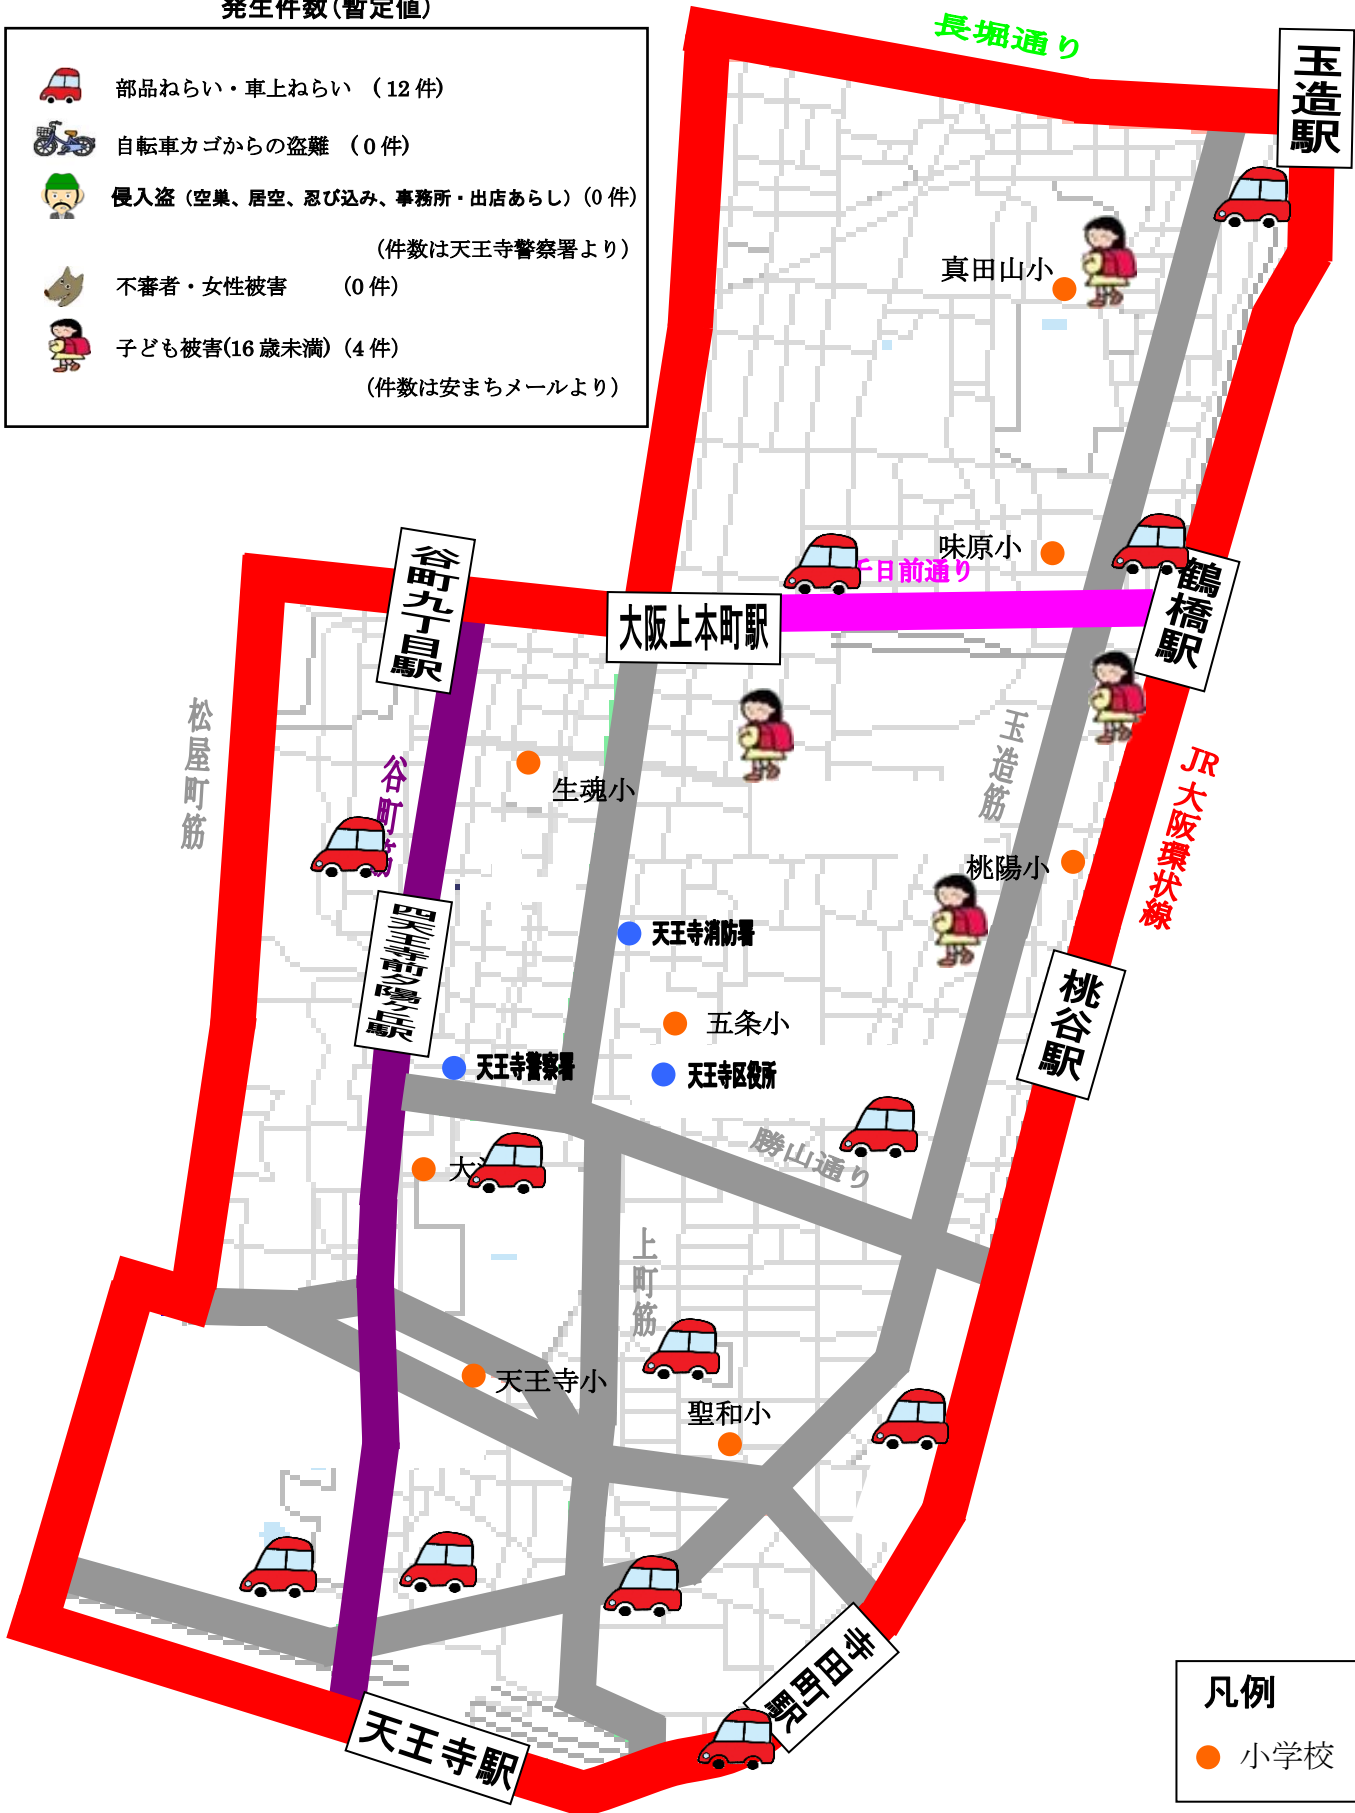 発生件数(暫定値)
部品ねらい・車上ねらい (12件)
自転車カゴからの盗難 (0件)
侵入盗(空巣、居空、忍び込み、事務所・出店あらし)(0件)
(件数は天王寺警察署より)
不審者・女性被害 (0件)
子ども被害(16歳未満)(4件)
(件数は安まちメールより)
長堀通り
玉造駅
真田山小
味原小
千日前通り
鶴橋駅
谷町九丁目駅
大阪上本町駅
松屋町筋
谷町筋
生魂小
玉造筋
JR大阪環状線
桃陽小
四天王寺前夕陽ケ丘駅
天王寺消防署
五条小
天王寺警察署
天王寺区役所
桃谷駅
勝山通り
大
上町筋
天王寺小
聖和小
寺田町駅
天王寺駅
凡例
小学校